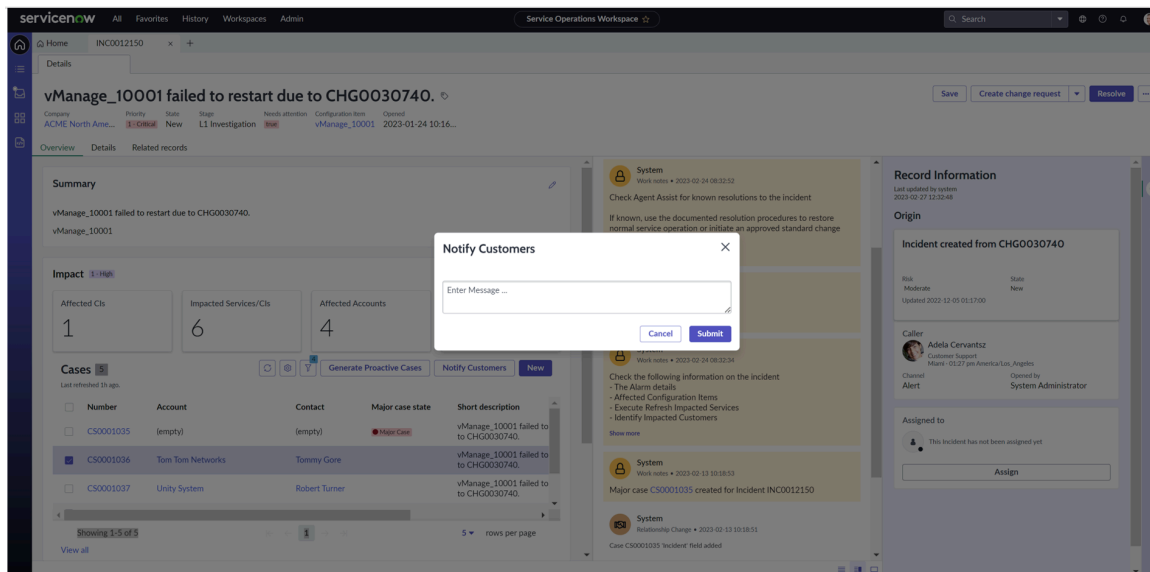 servicenow All Favorites History Workspaces Admin Service Operations Workspace Search
Home INC0012150
Details
vManage_10001 failed to restart due to CHG0030740. Save Create change request Resolve
Company Priority State Stage Needs attention Configuration item Opened
ACME North Ame... 1 - Critical New L1 Investigation true vManage_10001 2023-01-24 10:16...
Overview Details Related records
Summary
vManage_10001 failed to restart due to CHG0030740.
vManage_10001
Impact 1 - High
Affected CIs Impacted Services/CIs Affected Accounts
1 6 4
Cases 5 4 Generate Proactive Cases Notify Customers New
Last refreshed 1h ago.
Number Account Contact Major case state Short description
CS0001035 (empty) (empty) Major Case vManage_10001 failed to
to CHG0030740.
CS0001036 Tom Tom Networks Tommy Gore vManage_10001 failed to
to CHG0030740.
CS0001037 Unity System Robert Turner vManage_10001 failed to
to CHG0030740.
Showing 1-5 of 5 1 5 rows per page
View all
Notify Customers
Enter Message ...
Cancel Submit
System
Work notes • 2023-02-24 08:32:52
Check Agent Assist for known resolutions to the incident
If known, use the documented resolution procedures to restore
normal service operation or initiate an approved standard change
Work notes • 2023-02-24 08:32:34
Check the following information on the incident
- The Alarm details
- Affected Configuration Items
- Execute Refresh Impacted Services
- Identify Impacted Customers
Show more
System
Work notes • 2023-02-13 10:18:53
Major case CS0001035 created for Incident INC0012150
System
Relationship Change • 2023-02-13 10:18:51
Case CS0001035 'Incident' field added
Record Information
Last updated by system
2023-02-27 12:32:48
Origin
Incident created from CHG0030740
Risk State
Moderate New
Updated 2022-12-05 01:17:00
Caller
Adela Cervantsz
Customer Support
Miami • 01:27 pm America/Los_Angeles
Channel Opened by
Alert System Administrator
Assigned to
This incident has not been assigned yet
Assign